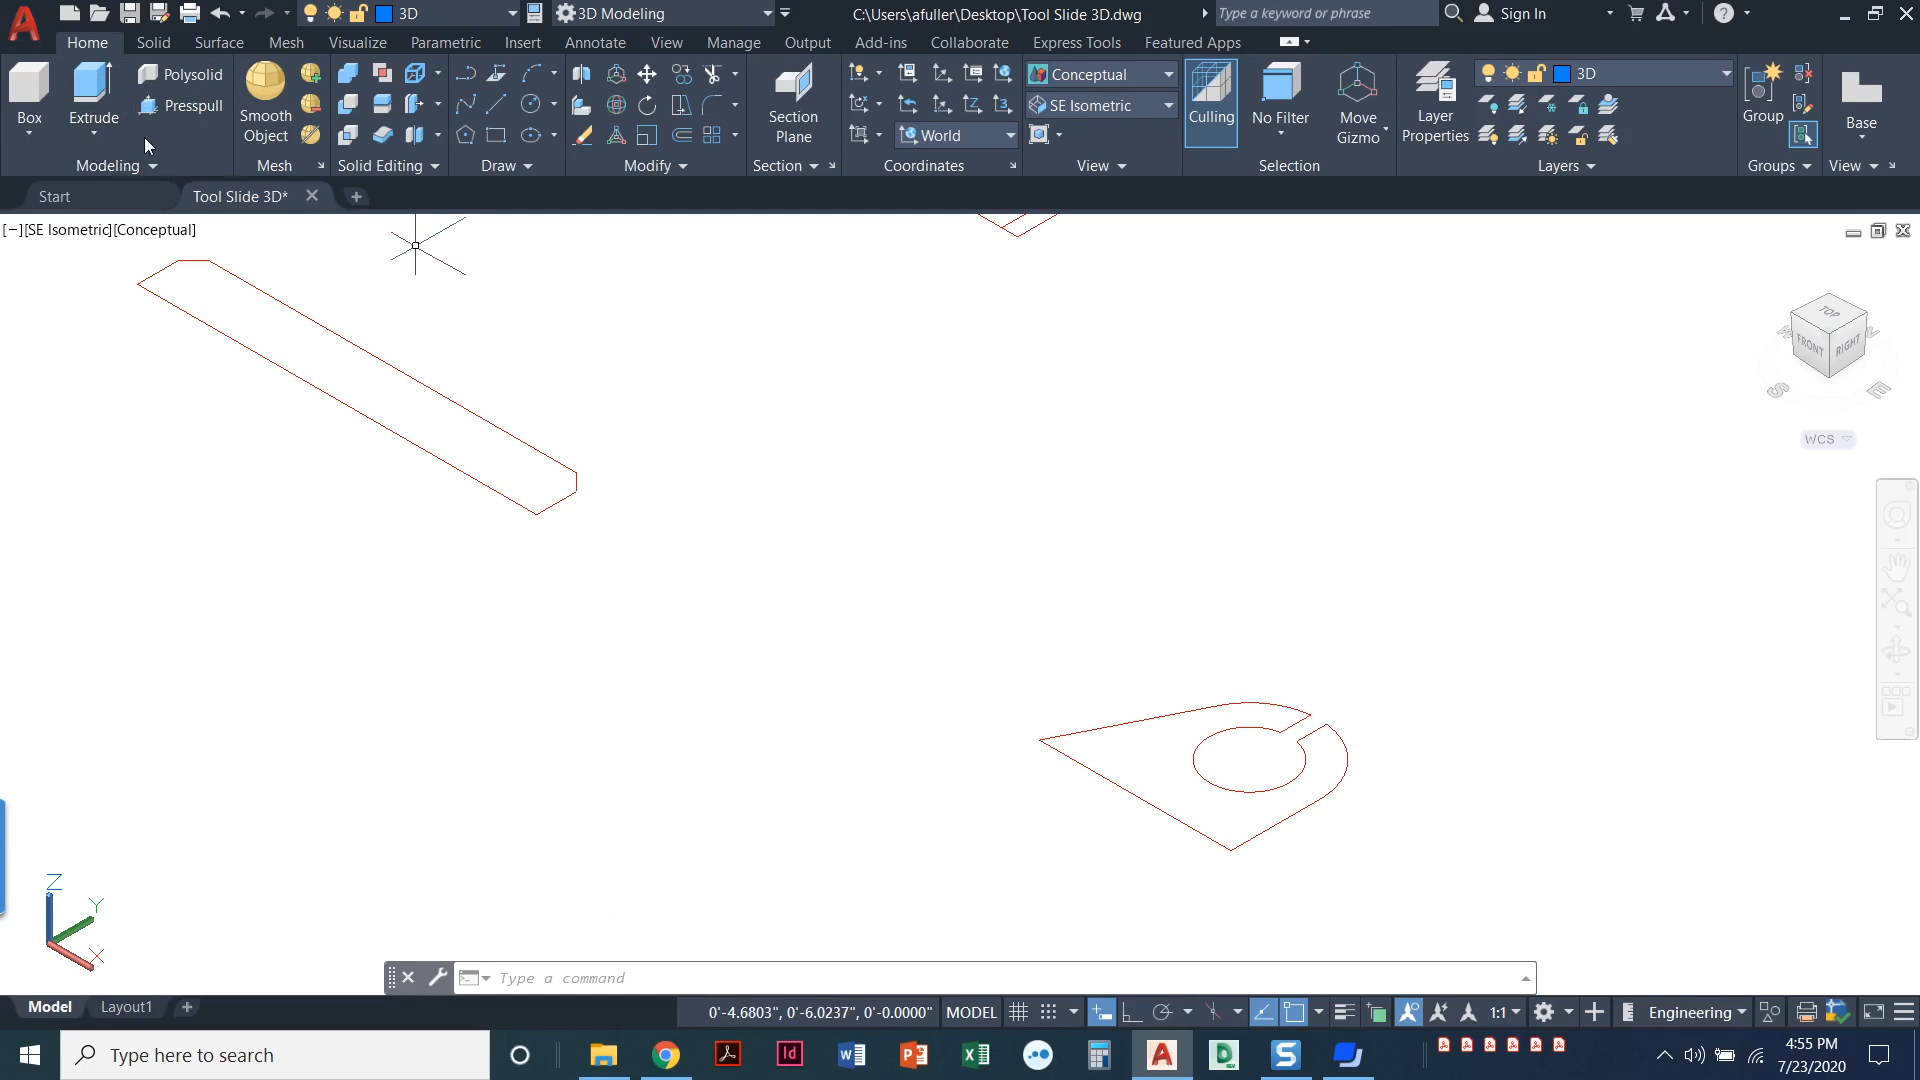 3D
3D Modeling
C:\Users\afuller\Desktop\Tool Slide 3D.dwg
Type a keyword or phrase
Sign In
Home
Solid
Surface
Mesh
Visualize
Parametric
Insert
Annotate
View
Manage
Output
Add-ins
Collaborate
Express Tools
Featured Apps
Box
Extrude
Polysolid
Presspull
Modeling
Smooth
Object
Mesh
Solid Editing
Draw
Modify
Section
Plane
Section
World
Coordinates
Conceptual
SE Isometric
View
Culling
No Filter
Move
Gizmo
Selection
Layer
Properties
3D
Layers
Group
Groups
Base
View
Start
Tool Slide 3D*
[−][SE Isometric][Conceptual]
TOP
FRONT
RIGHT
S
E
WCS
Z
Y
X
Type a command
Model
Layout1
0'-4.6803", 0'-6.0237", 0'-0.0000"
MODEL
1:1
Engineering
Type here to search
4:55 PM
7/23/2020